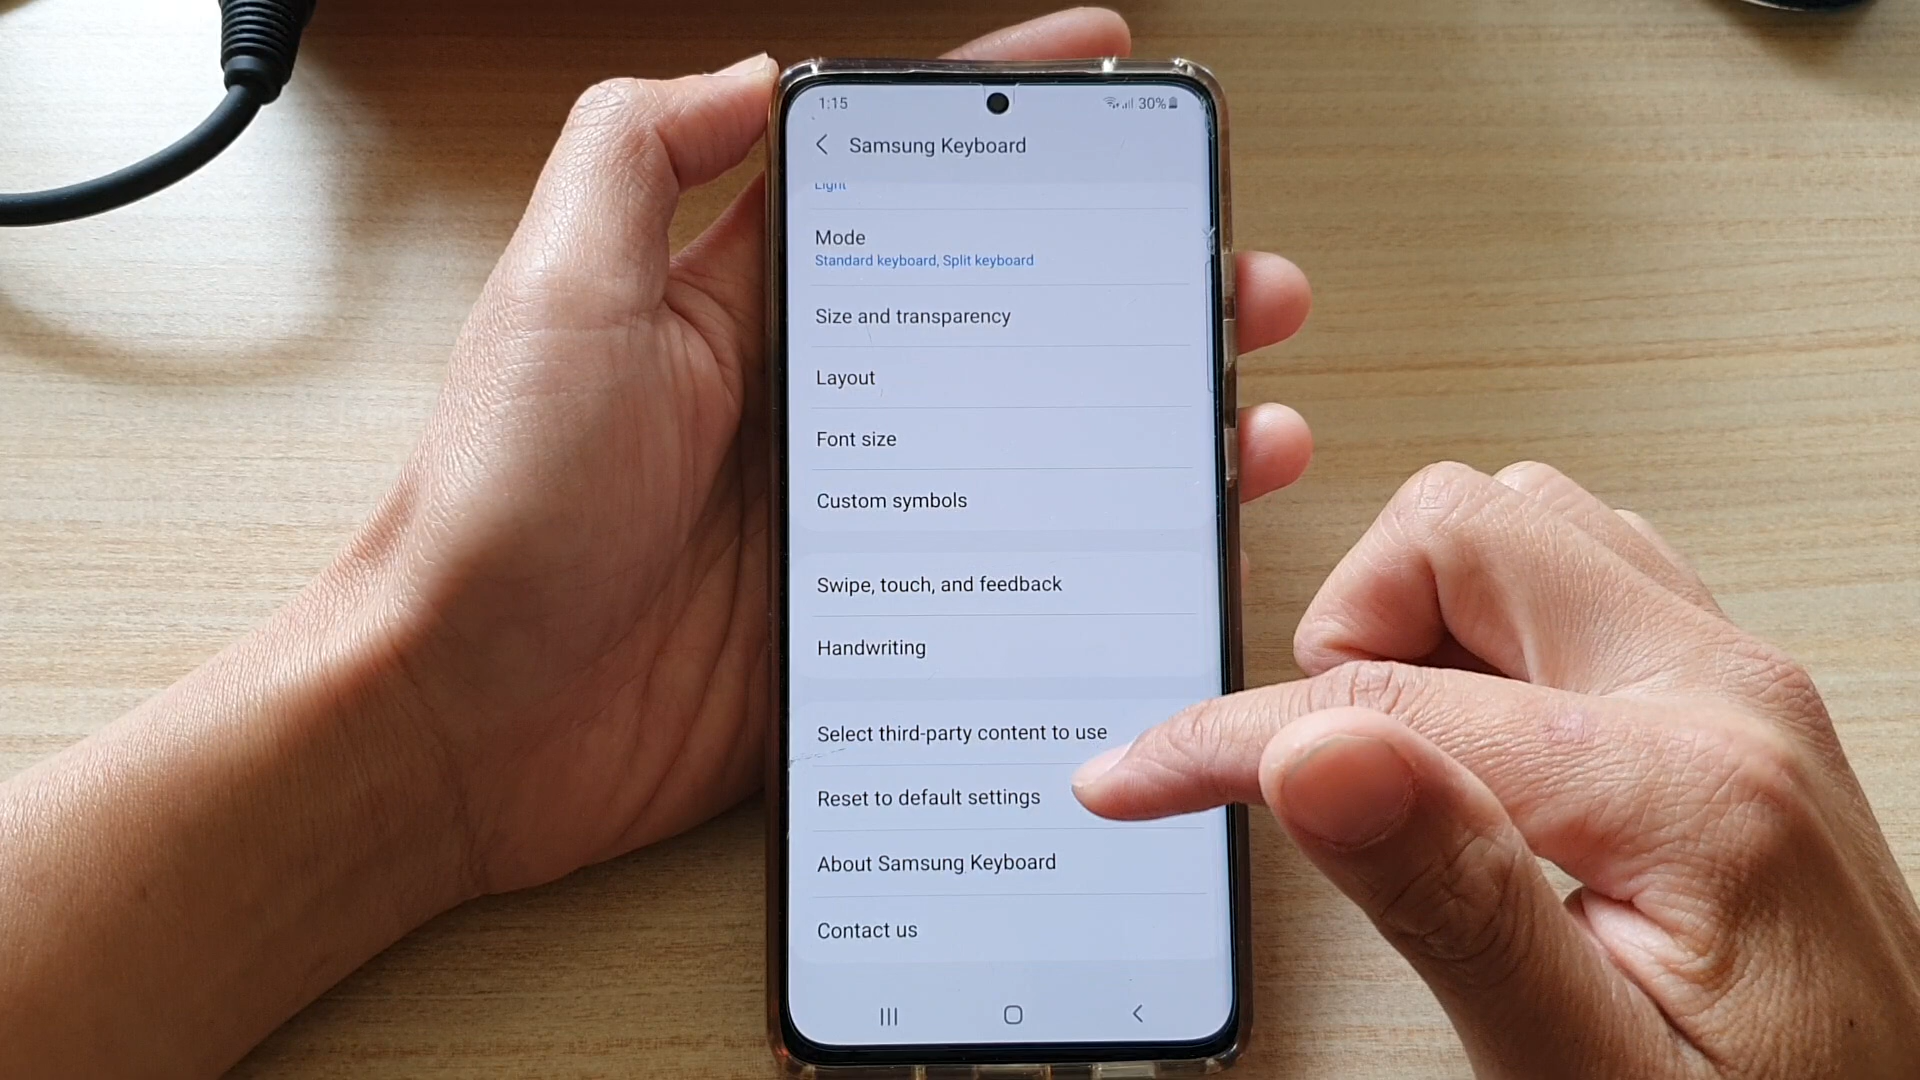 1:15 30%
Samsung Keyboard
Light
Mode
Standard keyboard, Split keyboard
Size and transparency
Layout
Font size
Custom symbols
Swipe, touch, and feedback
Handwriting
Select third-party content to use
Reset to default settings
About Samsung Keyboard
Contact us